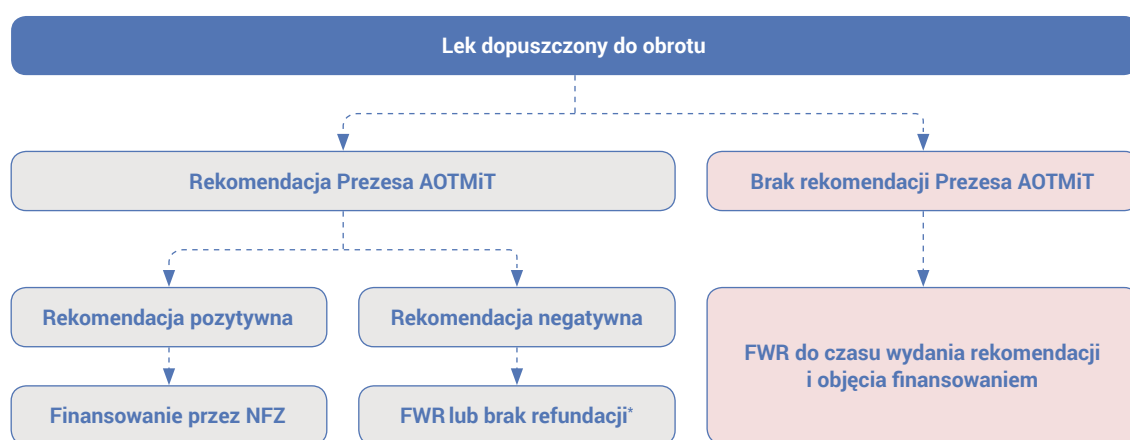 Lek dopuszczony do obrotu
Rekomendacja Prezesa AOTMiT
Brak rekomendacji Prezesa AOTMiT
Rekomendacja pozytywna
Rekomendacja negatywna
FWR do czasu wydania rekomendacji
i objęcia finansowaniem
Finansowanie przez NFZ
FWR lub brak refundacji*